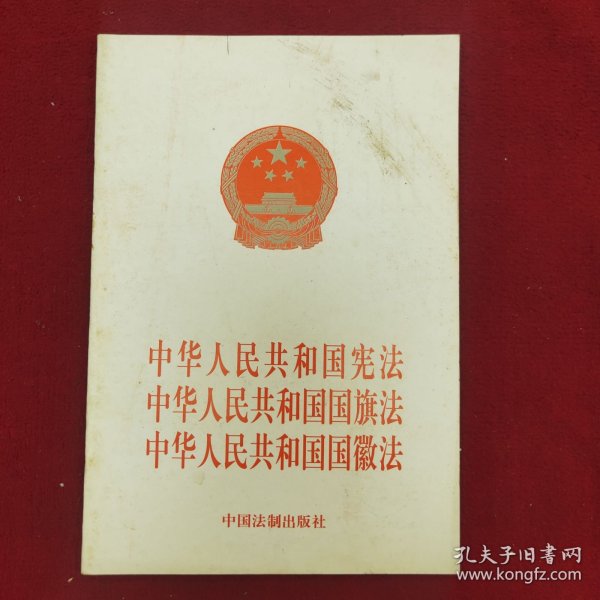 中华人民共和国宪法
中华人民共和国国旗法
中华人民共和国国徽法
中国法制出版社
孔夫子旧书网
www.kongfz.com